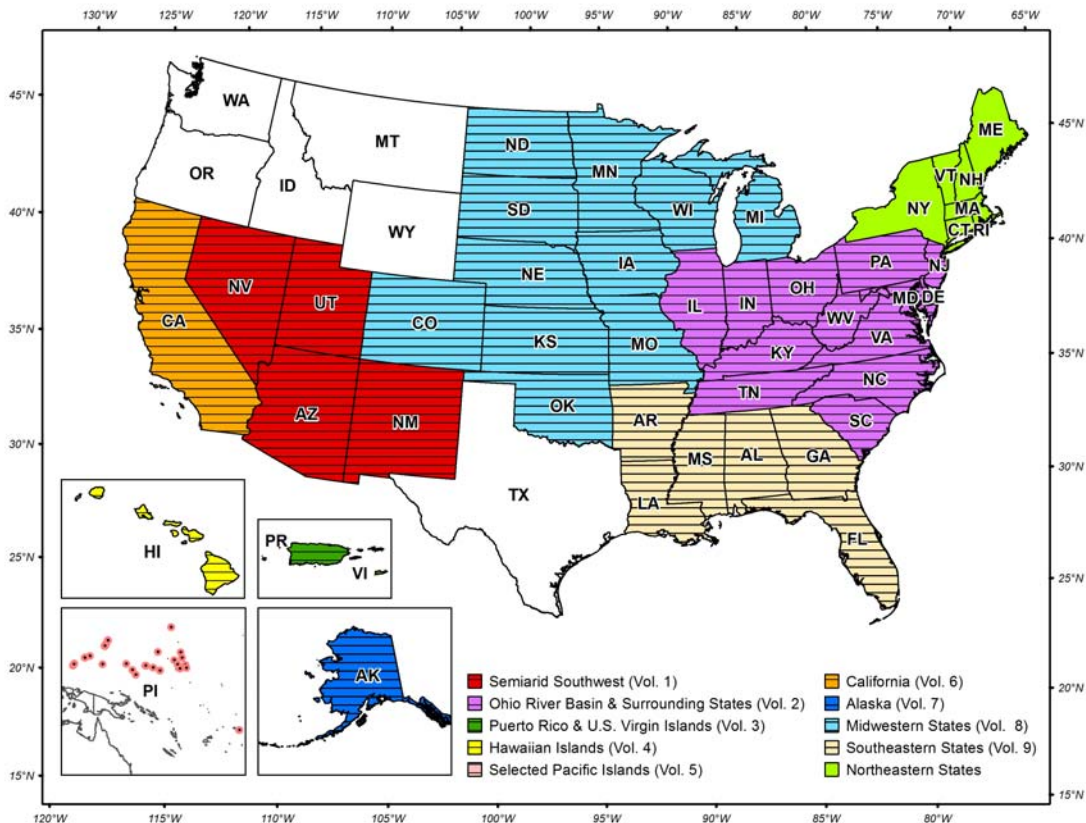 130°W 125°W 120°W 115°W 110°W 105°W 100°W 95°W 90°W 85°W 80°W 75°W 70°W 65°W
45°N
45°N
40°N
40°N
35°N
35°N
30°N
30°N
25°N
25°N
20°N
20°N
15°N
15°N
WA
MT
ND
MN
ME
OR
ID
SD
WI
MI
VT
NH
NY
MA
CT
RI
WY
NE
IA
PA
NJ
NV
UT
CO
IL
IN
OH
MD
DE
WV
VA
CA
KS
MO
KY
NC
TN
AZ
NM
OK
AR
SC
MS
AL
GA
TX
LA
FL
HI
PR
VI
PI
AK
Semiarid Southwest (Vol. 1)
Ohio River Basin & Surrounding States (Vol. 2)
Puerto Rico & U.S. Virgin Islands (Vol. 3)
Hawaiian Islands (Vol. 4)
Selected Pacific Islands (Vol. 5)
California (Vol. 6)
Alaska (Vol. 7)
Midwestern States (Vol. 8)
Southeastern States (Vol. 9)
Northeastern States
120°W 115°W 110°W 105°W 100°W 95°W 90°W 85°W 80°W